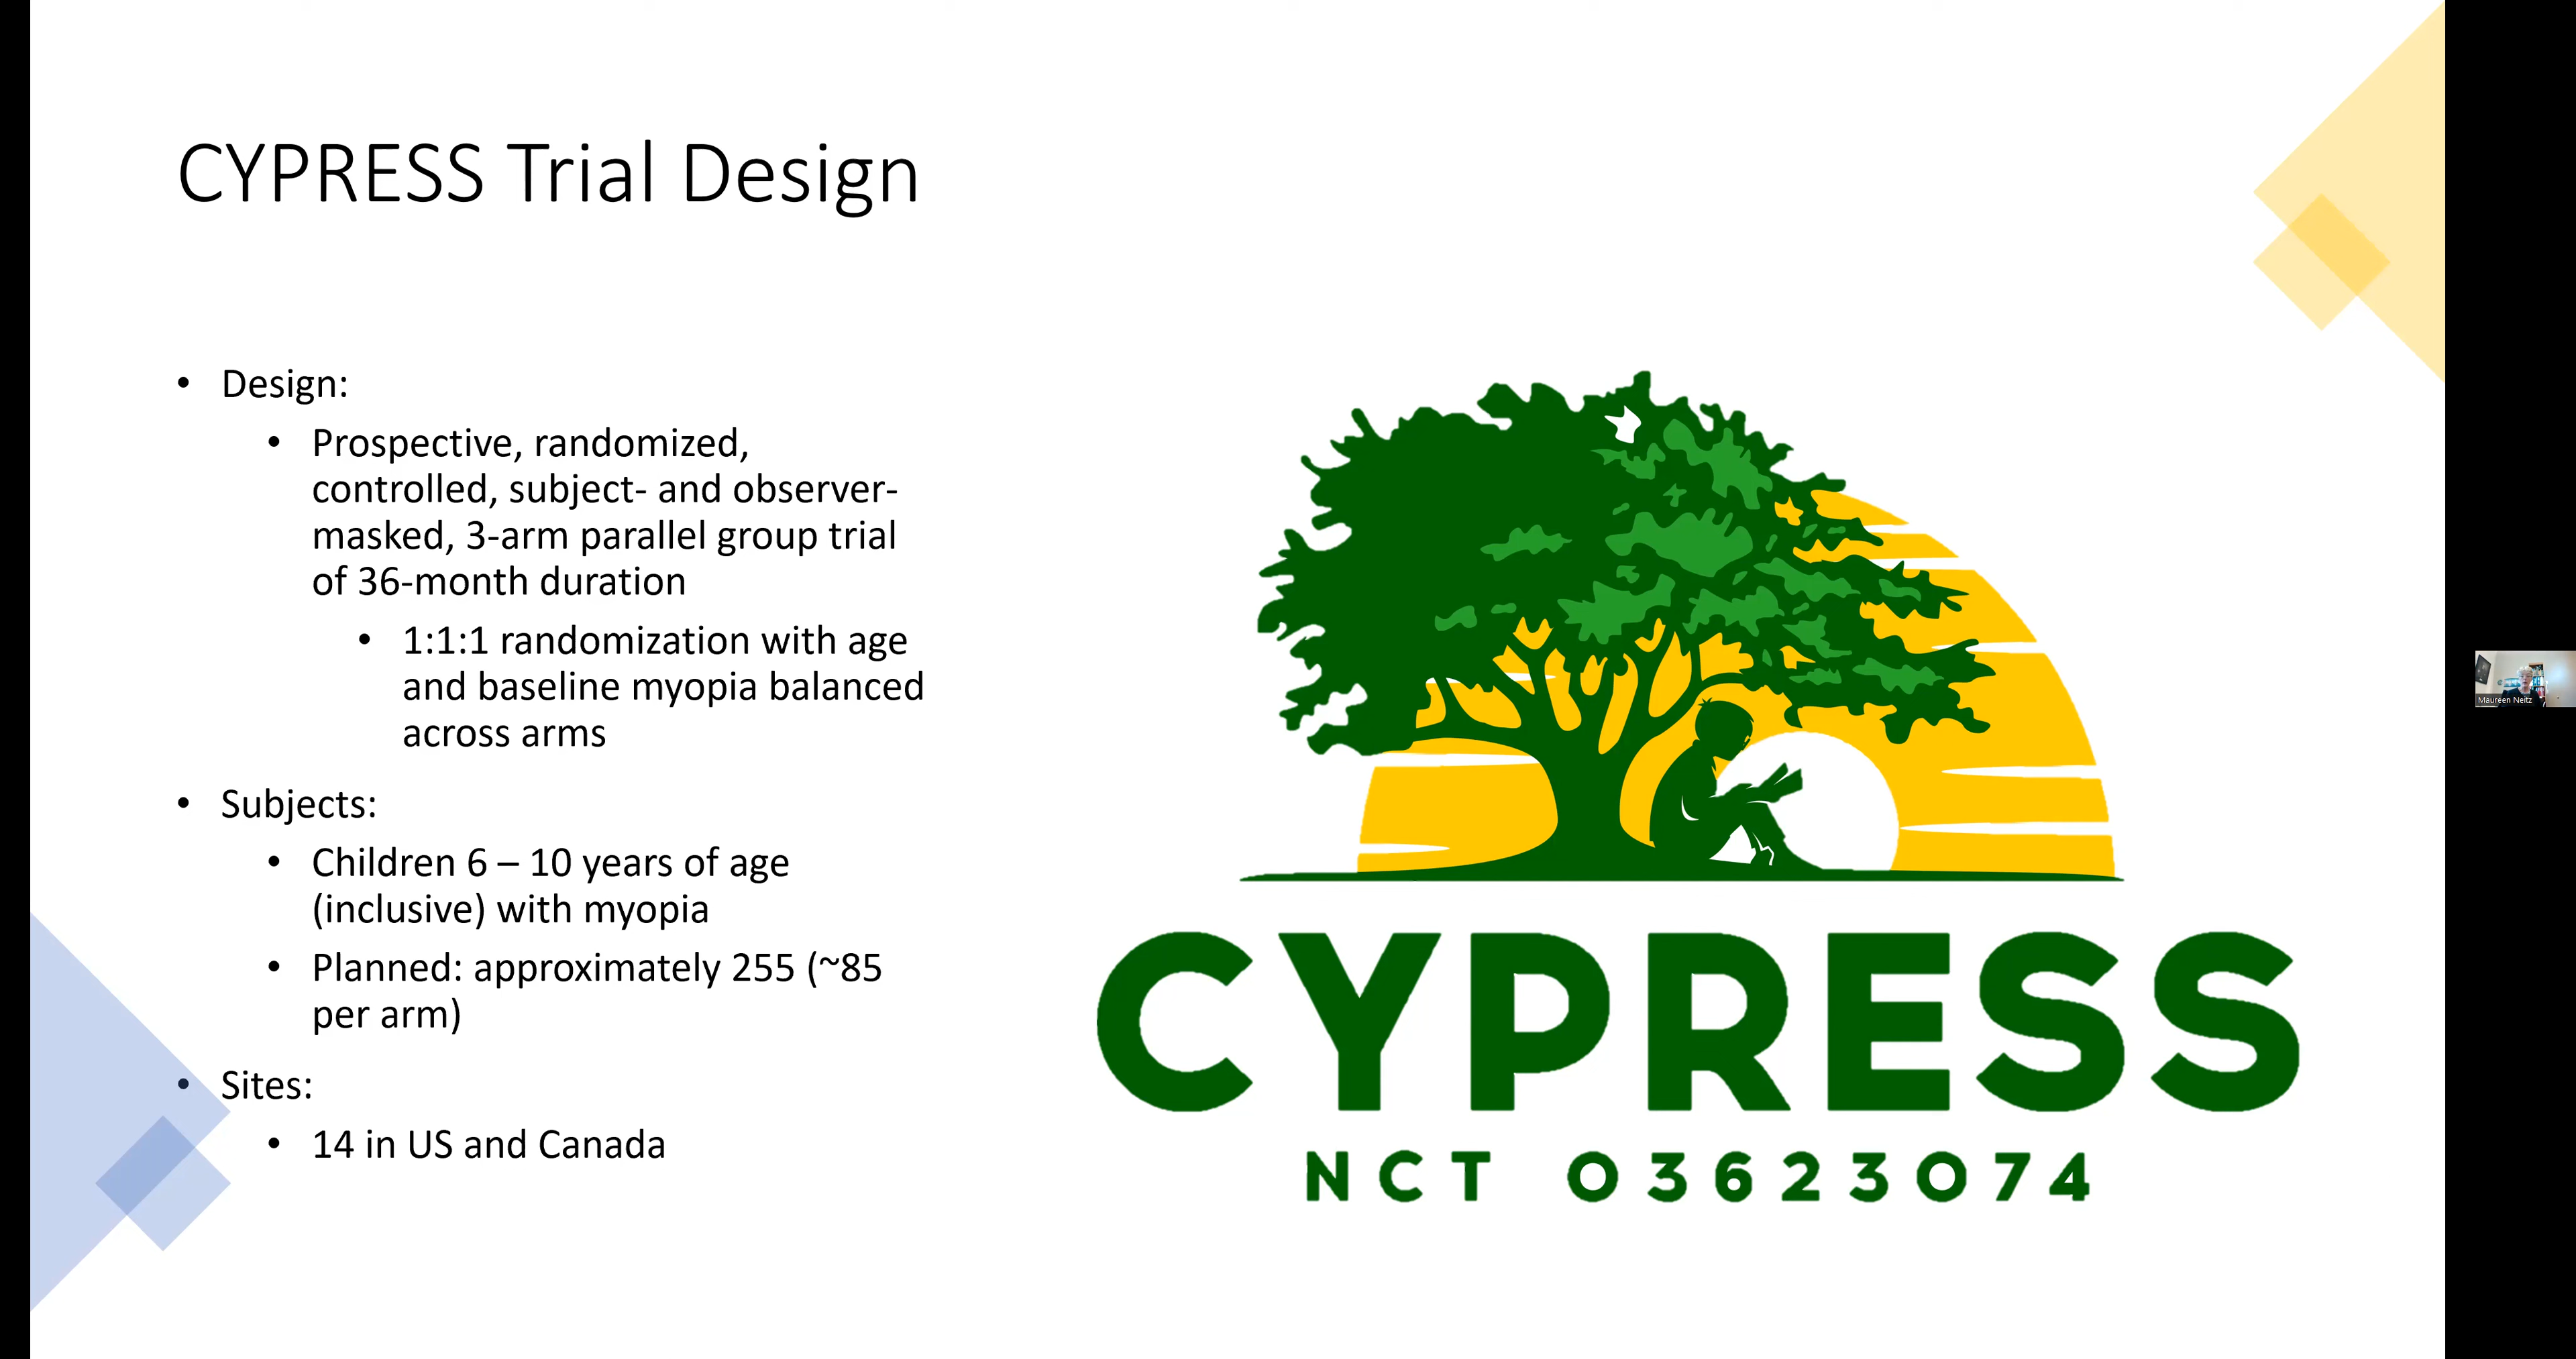 CYPRESS Trial Design
• Design:
• Prospective, randomized,
controlled, subject- and observer-
masked, 3-arm parallel group trial
of 36-month duration
• 1:1:1 randomization with age
and baseline myopia balanced
across arms
• Subjects:
• Children 6 – 10 years of age
(inclusive) with myopia
• Planned: approximately 255 (~85
per arm)
• Sites:
• 14 in US and Canada
CYPRESS
NCT 03623074
Maureen Neitz